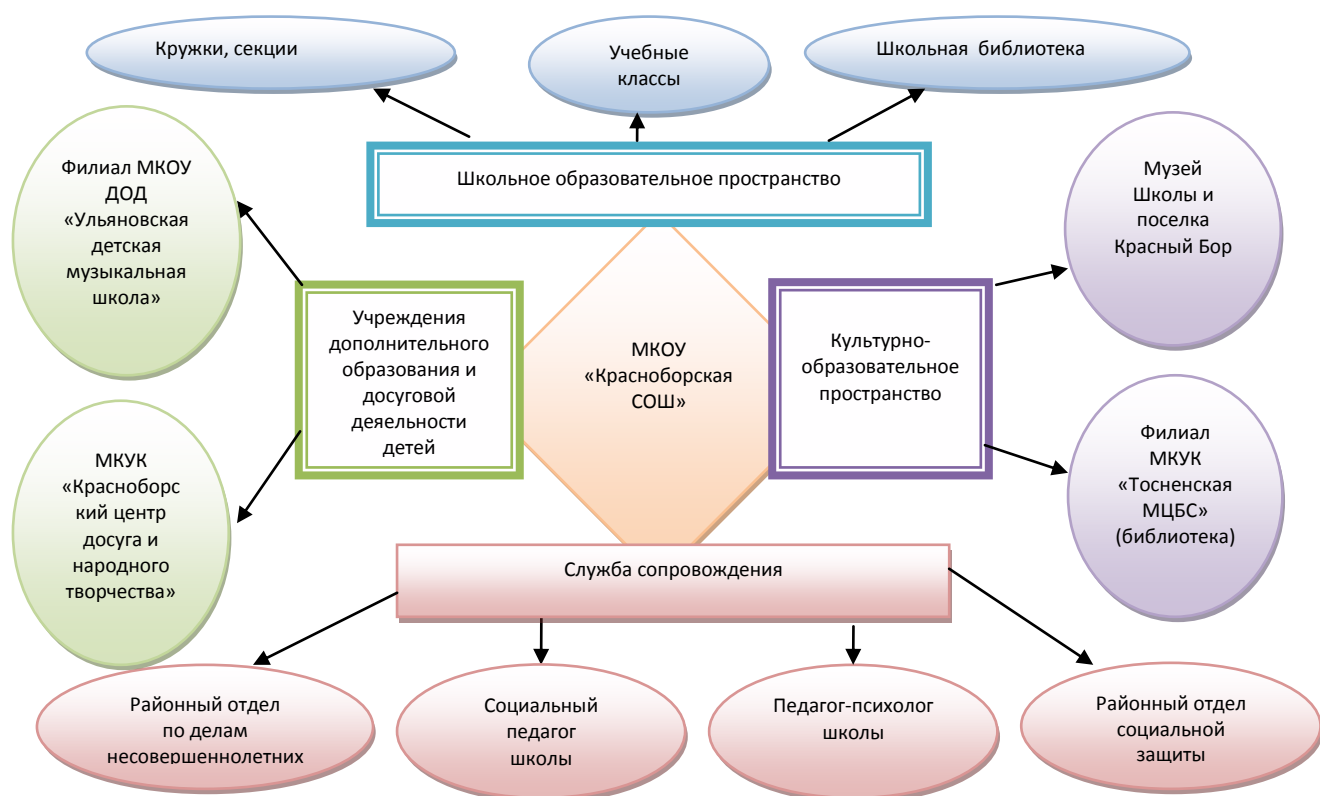 Кружки, секции
Учебные
классы
Школьная библиотека
Школьное образовательное пространство
Филиал МКОУ
ДОД
«Ульяновская
детская
музыкальная
школа»
Музей
Школы и
поселка
Красный Бор
Учреждения
дополнительного
образования и
досуговой
деяельности
детей
МКОУ
«Красноборская
СОШ»
Культурно-
образовательное
пространство
МКУК
«Красноборс
кий центр
досуга и
народного
творчества»
Филиал
МКУК
«Тосненская
МЦБС»
(библиотека)
Служба сопровождения
Районный отдел
по делам
несовершеннолетних
Социальный
педагог
школы
Педагог-психолог
школы
Районный отдел
социальной
защиты